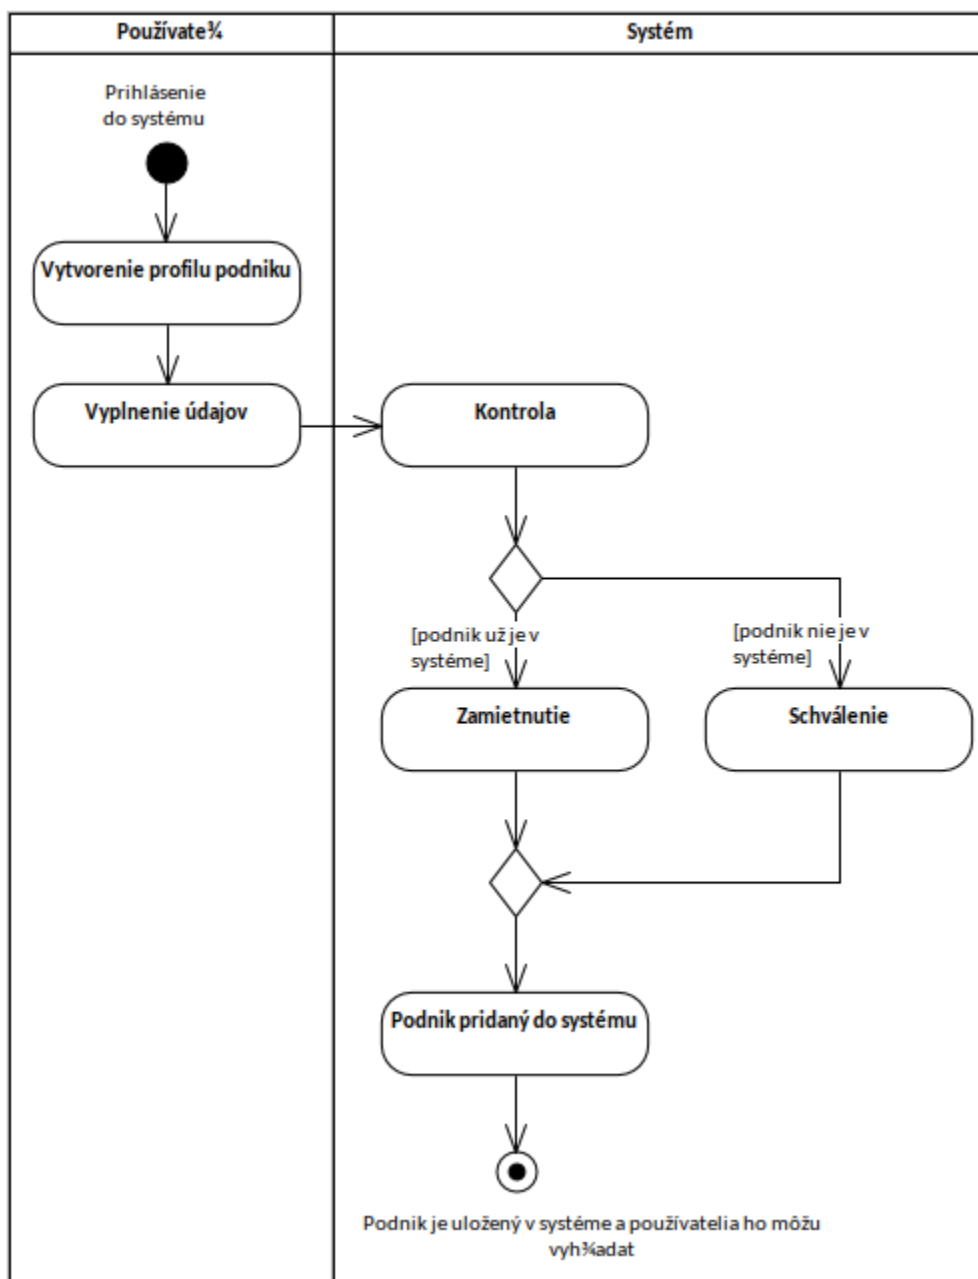 Používate¾
Systém
Prihlásenie
do systému
Vytvorenie profilu podniku
Vyplnenie údajov
Kontrola
[podnik už je v
systéme]
[podnik nie je v
systéme]
Zamietnutie
Schválenie
Podnik pridaný do systému
Podnik je uložený v systéme a používatelia ho môžu
vyh¾adat